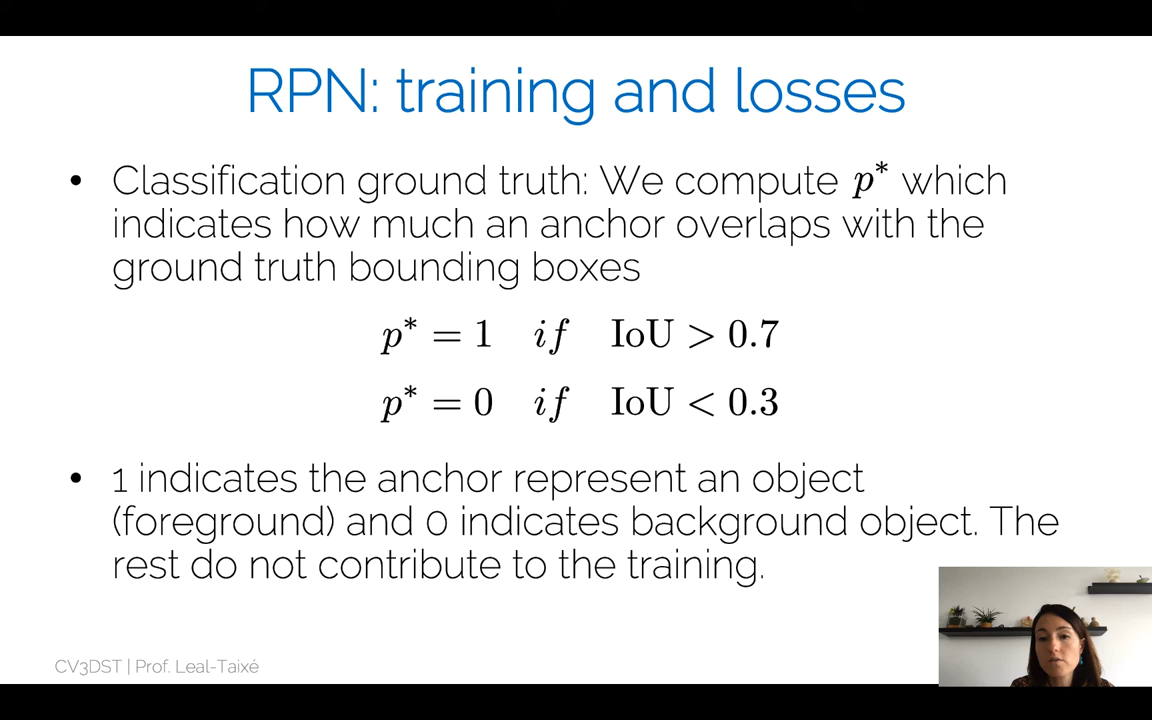 RPN: training and losses
• Classification ground truth: We compute p* which
indicates how much an anchor overlaps with the
ground truth bounding boxes
p* = 1 if IoU > 0.7
p* = 0 if IoU < 0.3
• 1 indicates the anchor represent an object
(foreground) and 0 indicates background object. The
rest do not contribute to the training.
CV3DST | Prof. Leal-Taixé